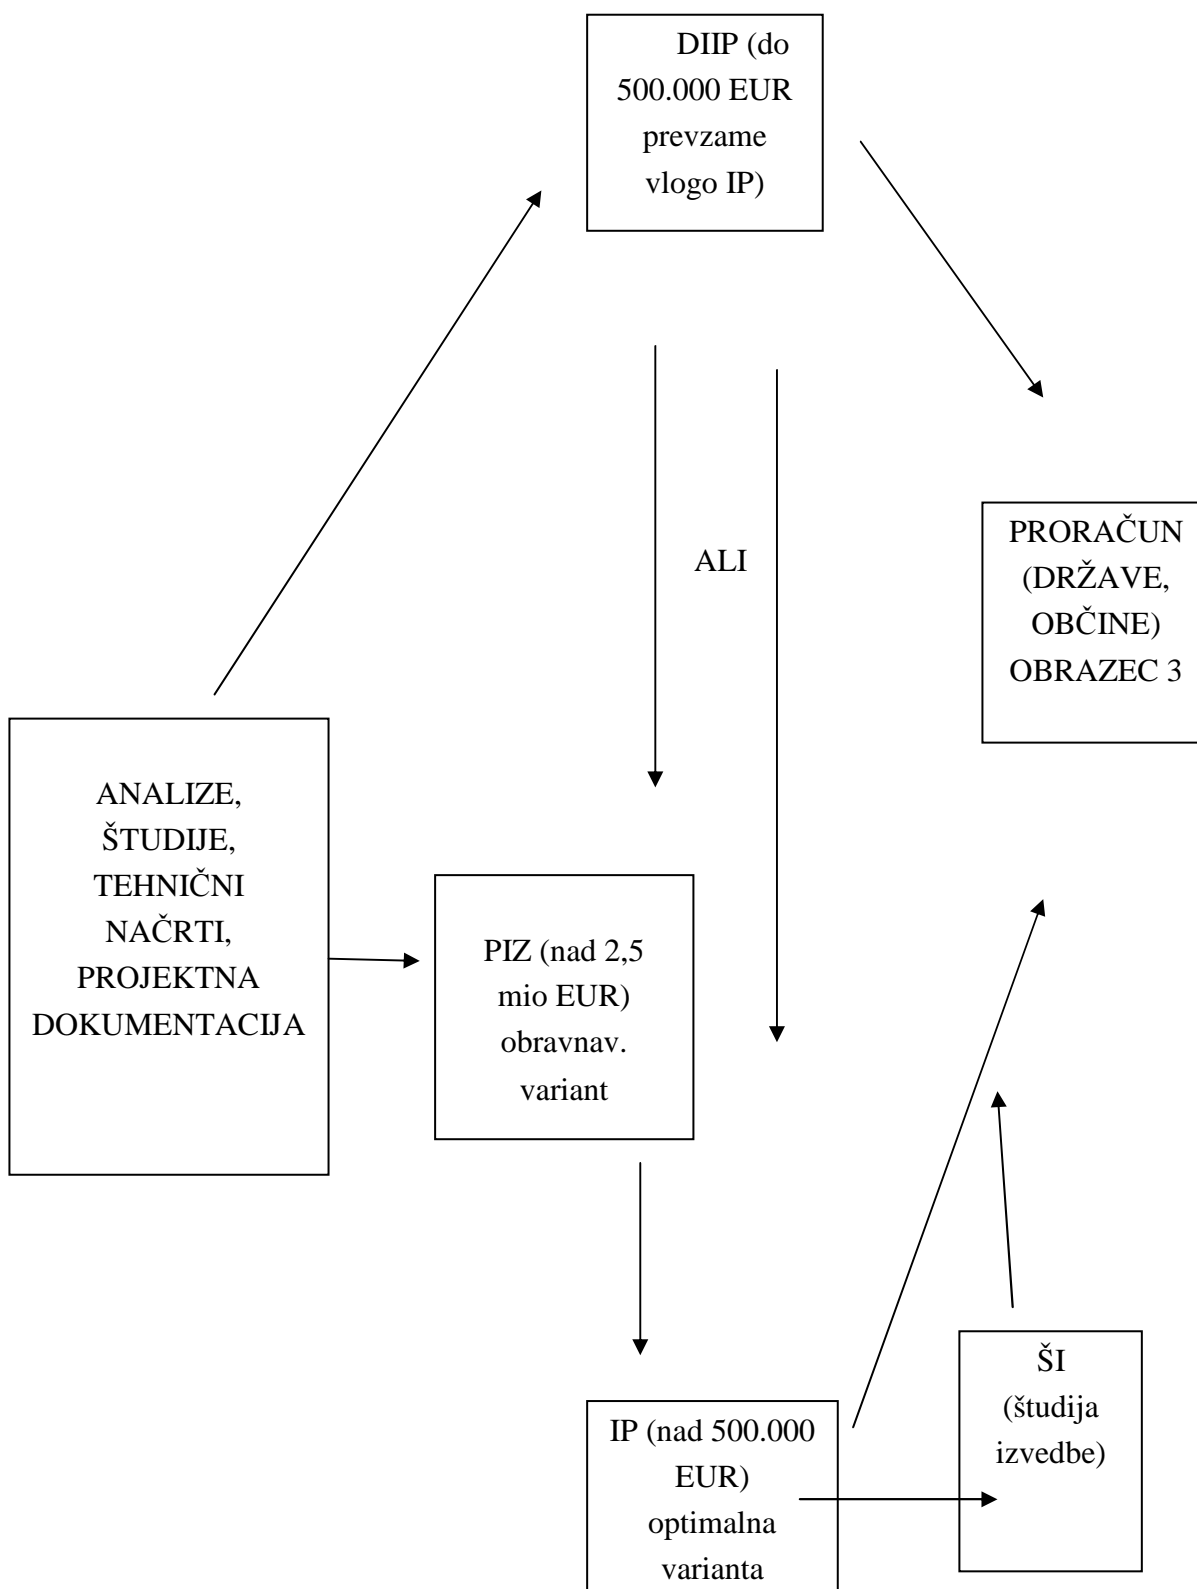 DIIP (do
500.000 EUR
prevzame
vlogo IP)
ALI
PRORAČUN
(DRŽAVE,
OBČINE)
OBRAZEC 3
ANALIZE,
ŠTUDIJE,
TEHNIČNI
NAČRTI,
PROJEKTNA
DOKUMENTACIJA
PIZ (nad 2,5
mio EUR)
obravnav.
variant
ŠI
(študija
izvedbe)
IP (nad 500.000
EUR)
optimalna
varianta